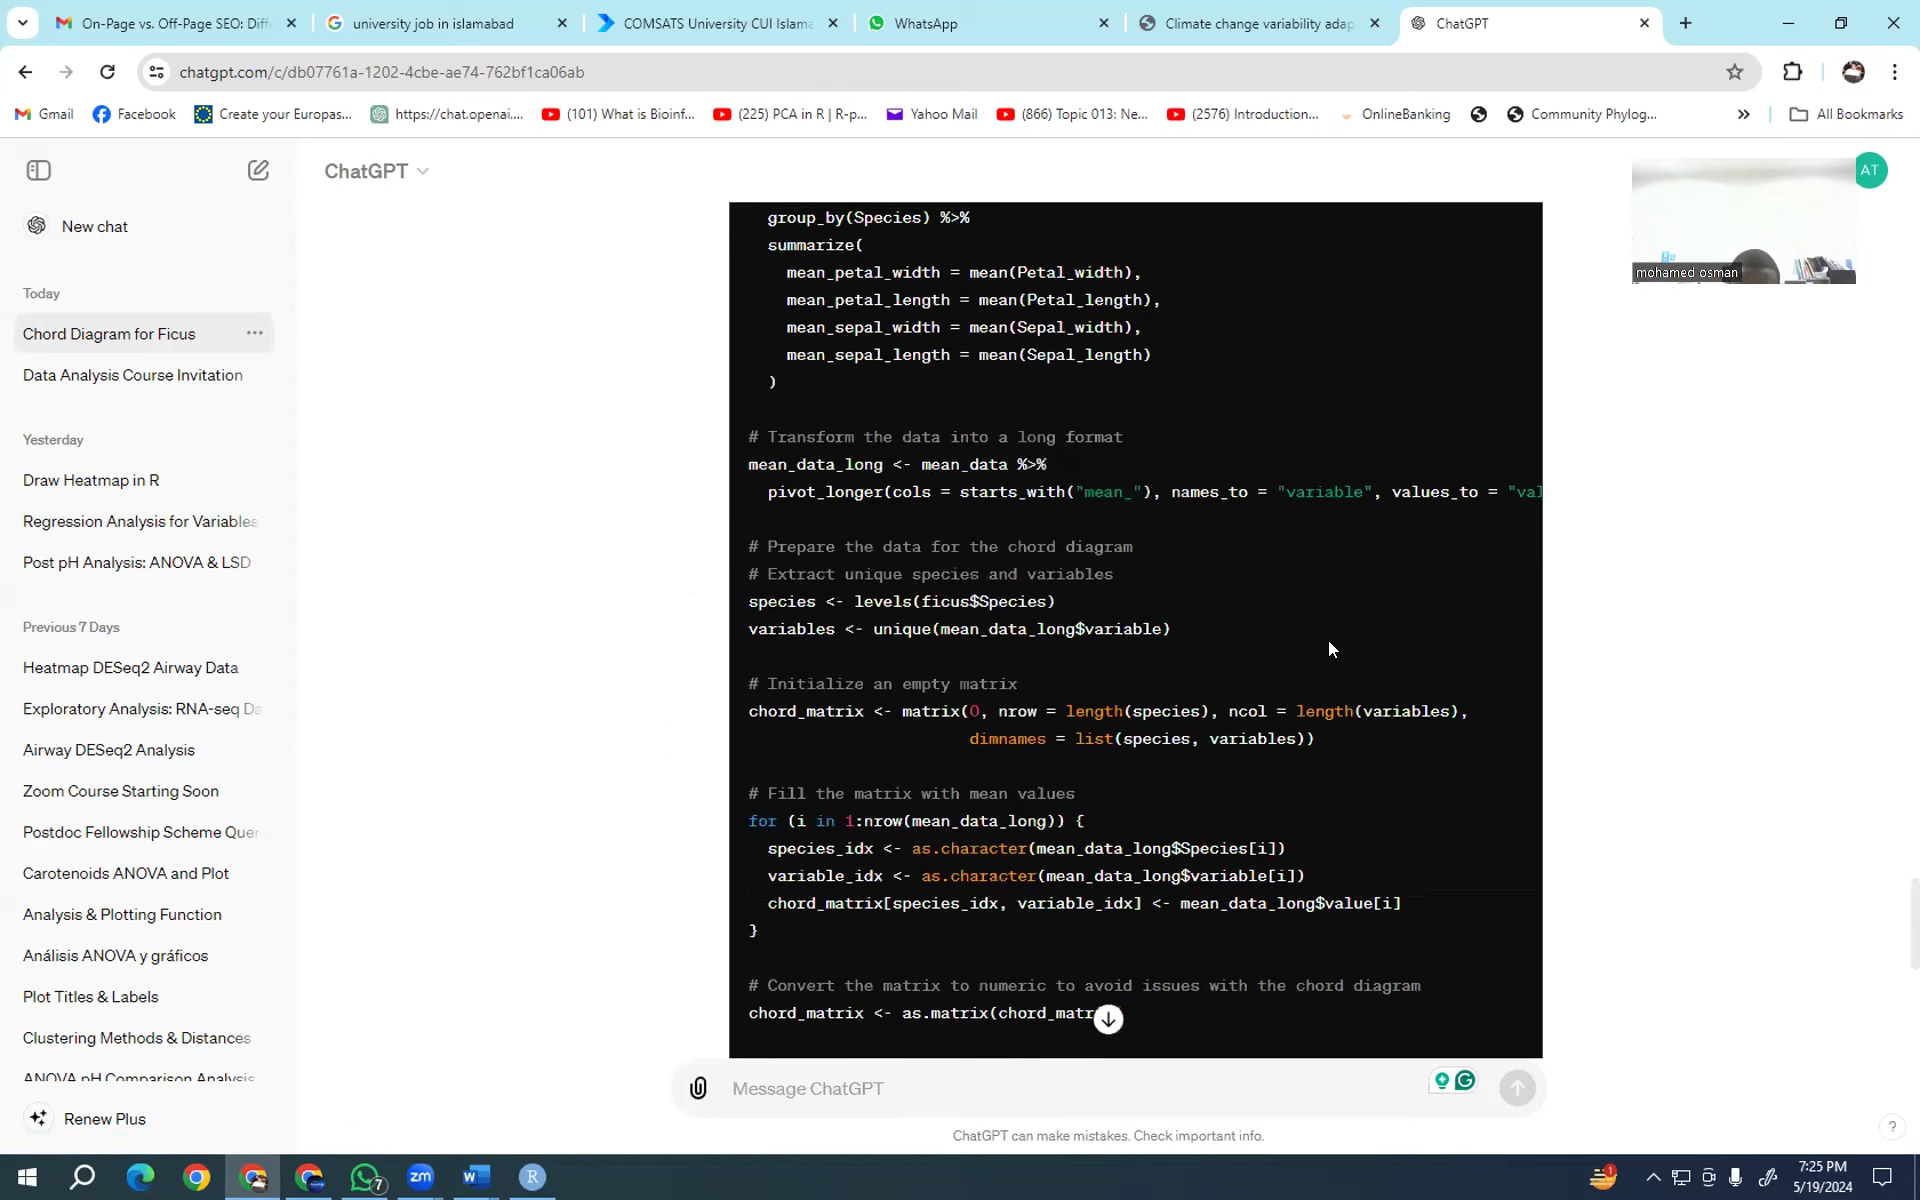 On-Page vs. Off-Page SEO: Diff
university job in islamabad
COMSATS University CUI Islama
WhatsApp
Climate change variability adap
ChatGPT
chatgpt.com/c/db07761a-1202-4cbe-ae74-762bf1ca06ab
Gmail
Facebook
Create your Europas...
https://chat.openai....
(101) What is Bioinf...
(225) PCA in R | R-p...
Yahoo Mail
(866) Topic 013: Ne...
(2576) Introduction...
OnlineBanking
Community Phylog...
All Bookmarks
New chat
Today
Chord Diagram for Ficus
Data Analysis Course Invitation
Yesterday
Draw Heatmap in R
Regression Analysis for Variables
Post pH Analysis: ANOVA & LSD
Previous 7 Days
Heatmap DESeq2 Airway Data
Exploratory Analysis: RNA-seq Da
Airway DESeq2 Analysis
Zoom Course Starting Soon
Postdoc Fellowship Scheme Quer
Carotenoids ANOVA and Plot
Analysis & Plotting Function
Análisis ANOVA y gráficos
Plot Titles & Labels
Clustering Methods & Distances
ANOVA pH Comparison Analysis
Renew Plus
ChatGPT
AT
mohamed osman
group_by(Species) %>%
summarize(
mean_petal_width = mean(Petal_width),
mean_petal_length = mean(Petal_length),
mean_sepal_width = mean(Sepal_width),
mean_sepal_length = mean(Sepal_length)
)
# Transform the data into a long format
mean_data_long <- mean_data %>%
pivot_longer(cols = starts_with("mean_"), names_to = "variable", values_to = "val
# Prepare the data for the chord diagram
# Extract unique species and variables
species <- levels(ficus$Species)
variables <- unique(mean_data_long$variable)
# Initialize an empty matrix
chord_matrix <- matrix(0, nrow = length(species), ncol = length(variables),
dimnames = list(species, variables))
# Fill the matrix with mean values
for (i in 1:nrow(mean_data_long)) {
species_idx <- as.character(mean_data_long$Species[i])
variable_idx <- as.character(mean_data_long$variable[i])
chord_matrix[species_idx, variable_idx] <- mean_data_long$value[i]
}
# Convert the matrix to numeric to avoid issues with the chord diagram
chord_matrix <- as.matrix(chord_matr
Message ChatGPT
ChatGPT can make mistakes. Check important info.
?
zm
7
R
1
7:25 PM
5/19/2024